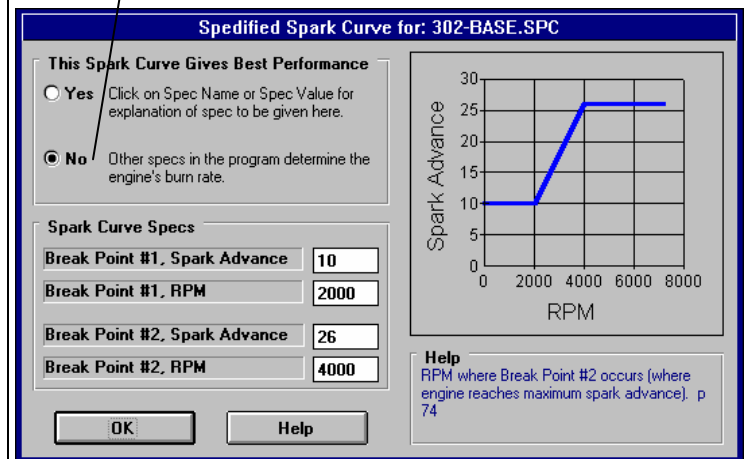 Spedified Spark Curve for: 302-BASE.SPC
This Spark Curve Gives Best Performance
Yes Click on Spec Name or Spec Value for
explanation of spec to be given here.
No Other specs in the program determine the
engine's burn rate.
Spark Curve Specs
Break Point #1, Spark Advance 10
Break Point #1, RPM 2000
Break Point #2, Spark Advance 26
Break Point #2, RPM 4000
OK Help
Spark Advance
30
25
20
15
10
5
0
0 2000 4000 6000 8000
RPM
Help
RPM where Break Point #2 occurs (where
engine reaches maximum spark advance). p
74